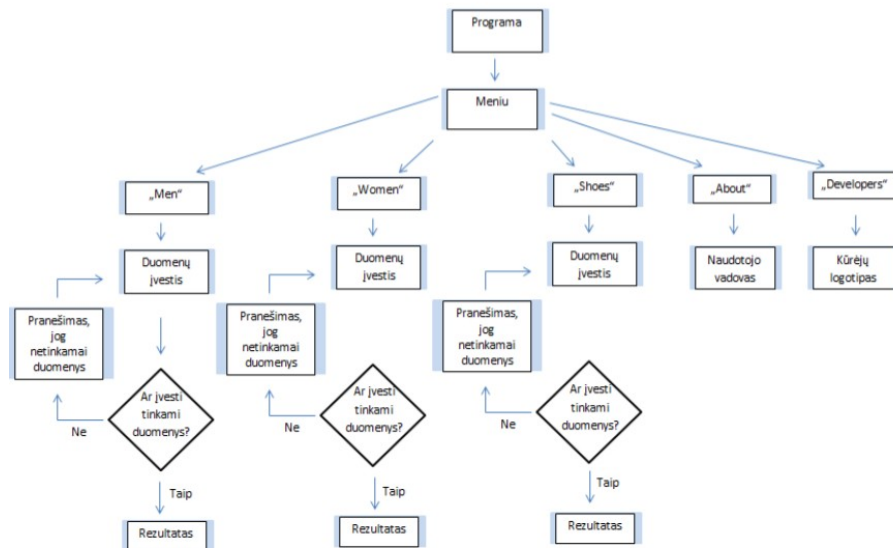 Programa
Meniu
„Men“
„Women“
„Shoes“
„About“
„Developers“
Duomenų
įvestis
Duomenų
įvestis
Duomenų
įvestis
Naudotojo
vadovas
Kūrėjų
logotipas
Pranešimas,
jog
netinkamai
duomenys
Pranešimas,
jog
netinkamai
duomenys
Pranešimas,
jog
netinkamai
duomenys
Ar įvesti
tinkami
duomenys?
Ar įvesti
tinkami
duomenys?
Ar įvesti
tinkami
duomenys?
Ne
Ne
Ne
Taip
Taip
Taip
Rezultatas
Rezultatas
Rezultatas